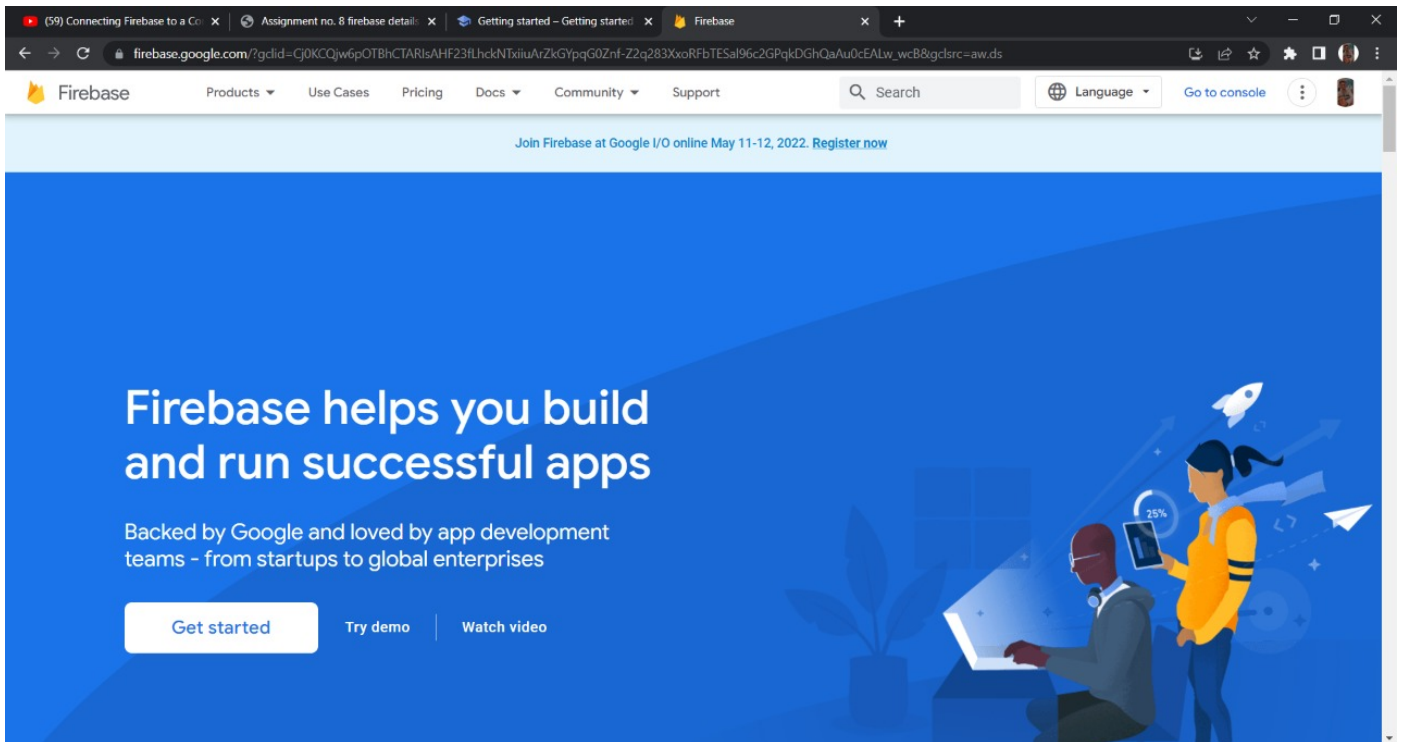 (59) Connecting Firebase to a Co
Assignment no. 8 firebase details
Getting started – Getting started
Firebase
firebase.google.com/?gclid=Cj0KCQjw6pOTBhCTARIsAHF23fLhckNTxiiuArZkGYpqG0Znf-Z2q283XxoRFbTESal96c2GPqkDGhQaAu0cEALw_wcB&gclsrc=aw.ds
Firebase
Products
Use Cases
Pricing
Docs
Community
Support
Search
Language
Go to console
Join Firebase at Google I/O online May 11-12, 2022. Register now
Firebase helps you build
and run successful apps
Backed by Google and loved by app development
teams - from startups to global enterprises
Get started
Try demo
Watch video
25%